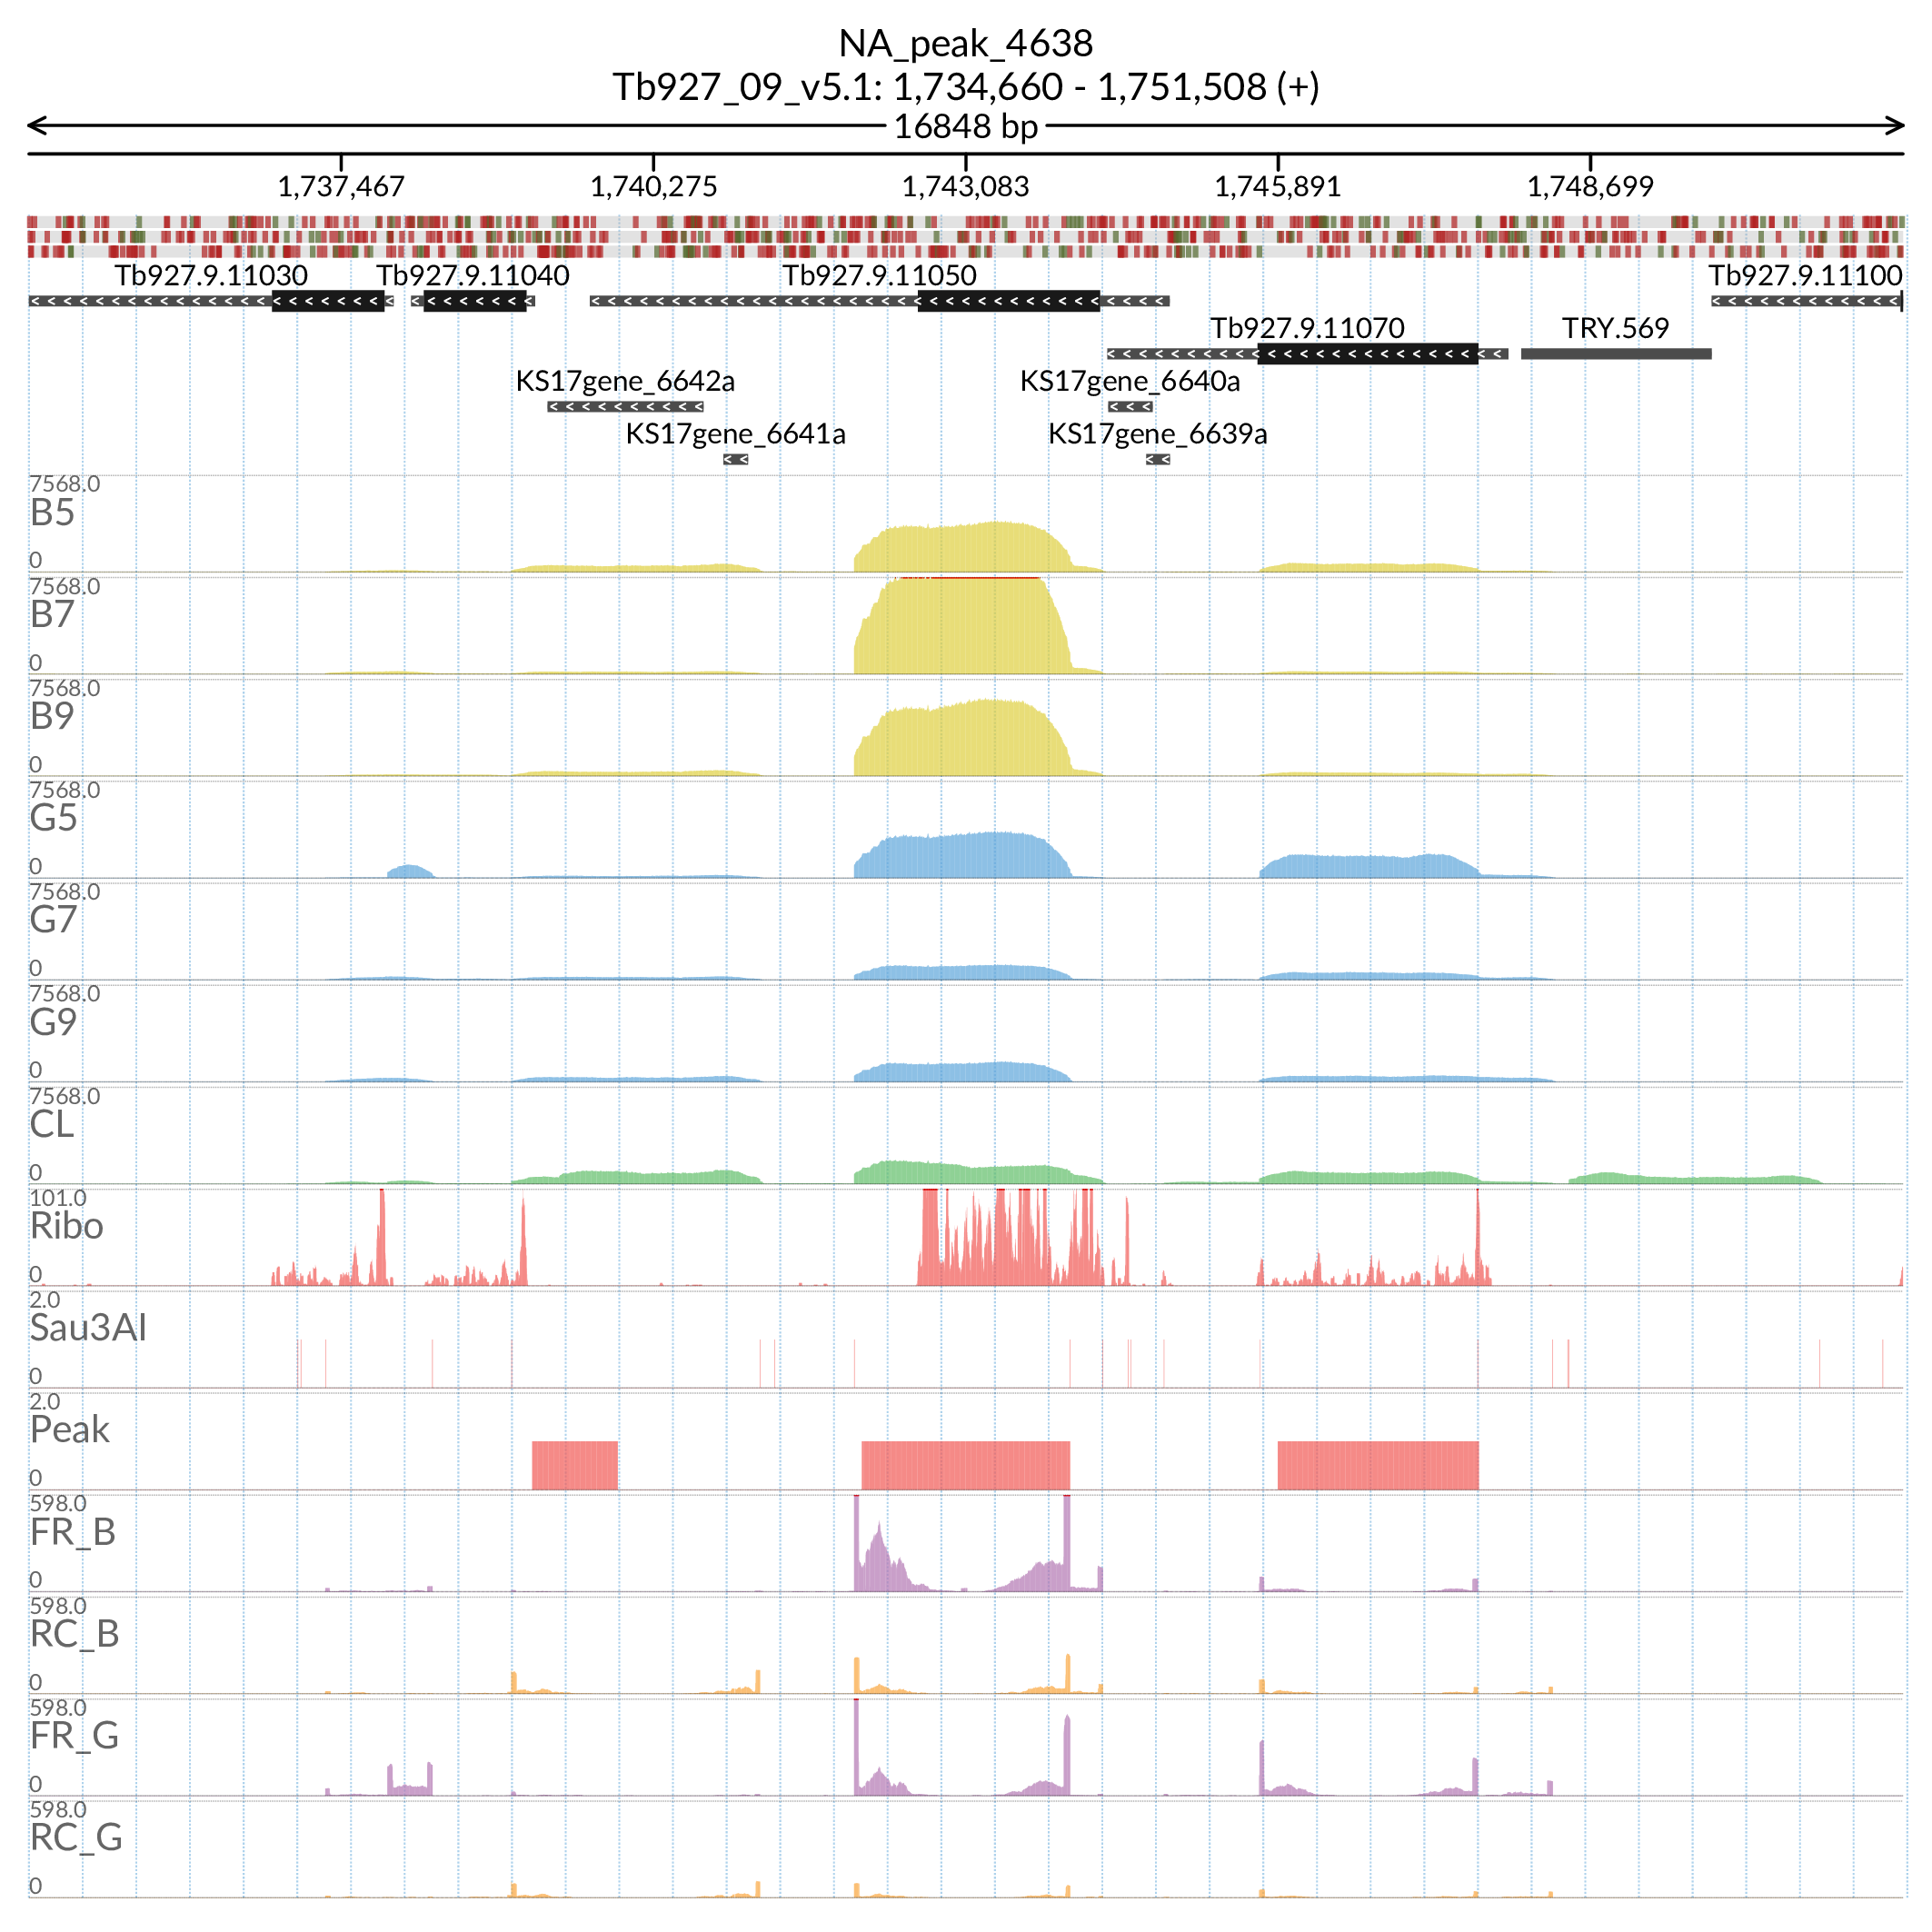 NA_peak_4638
Tb927_09_v5.1: 1,734,660 - 1,751,508 (+)
16848 bp
1,737,467 1,740,275 1,743,083 1,745,891 1,748,699
Tb927.9.11030 Tb927.9.11040 Tb927.9.11050 Tb927.9.11100
Tb927.9.11070 TRY.569
KS17gene_6642a KS17gene_6640a
KS17gene_6641a KS17gene_6639a
7568.0
B5
0
7568.0
B7
0
7568.0
B9
0
7568.0
G5
0
7568.0
G7
0
7568.0
G9
0
7568.0
CL
0
101.0
Ribo
0
2.0
Sau3AI
0
2.0
Peak
0
598.0
FR_B
0
598.0
RC_B
0
598.0
FR_G
0
598.0
RC_G
0